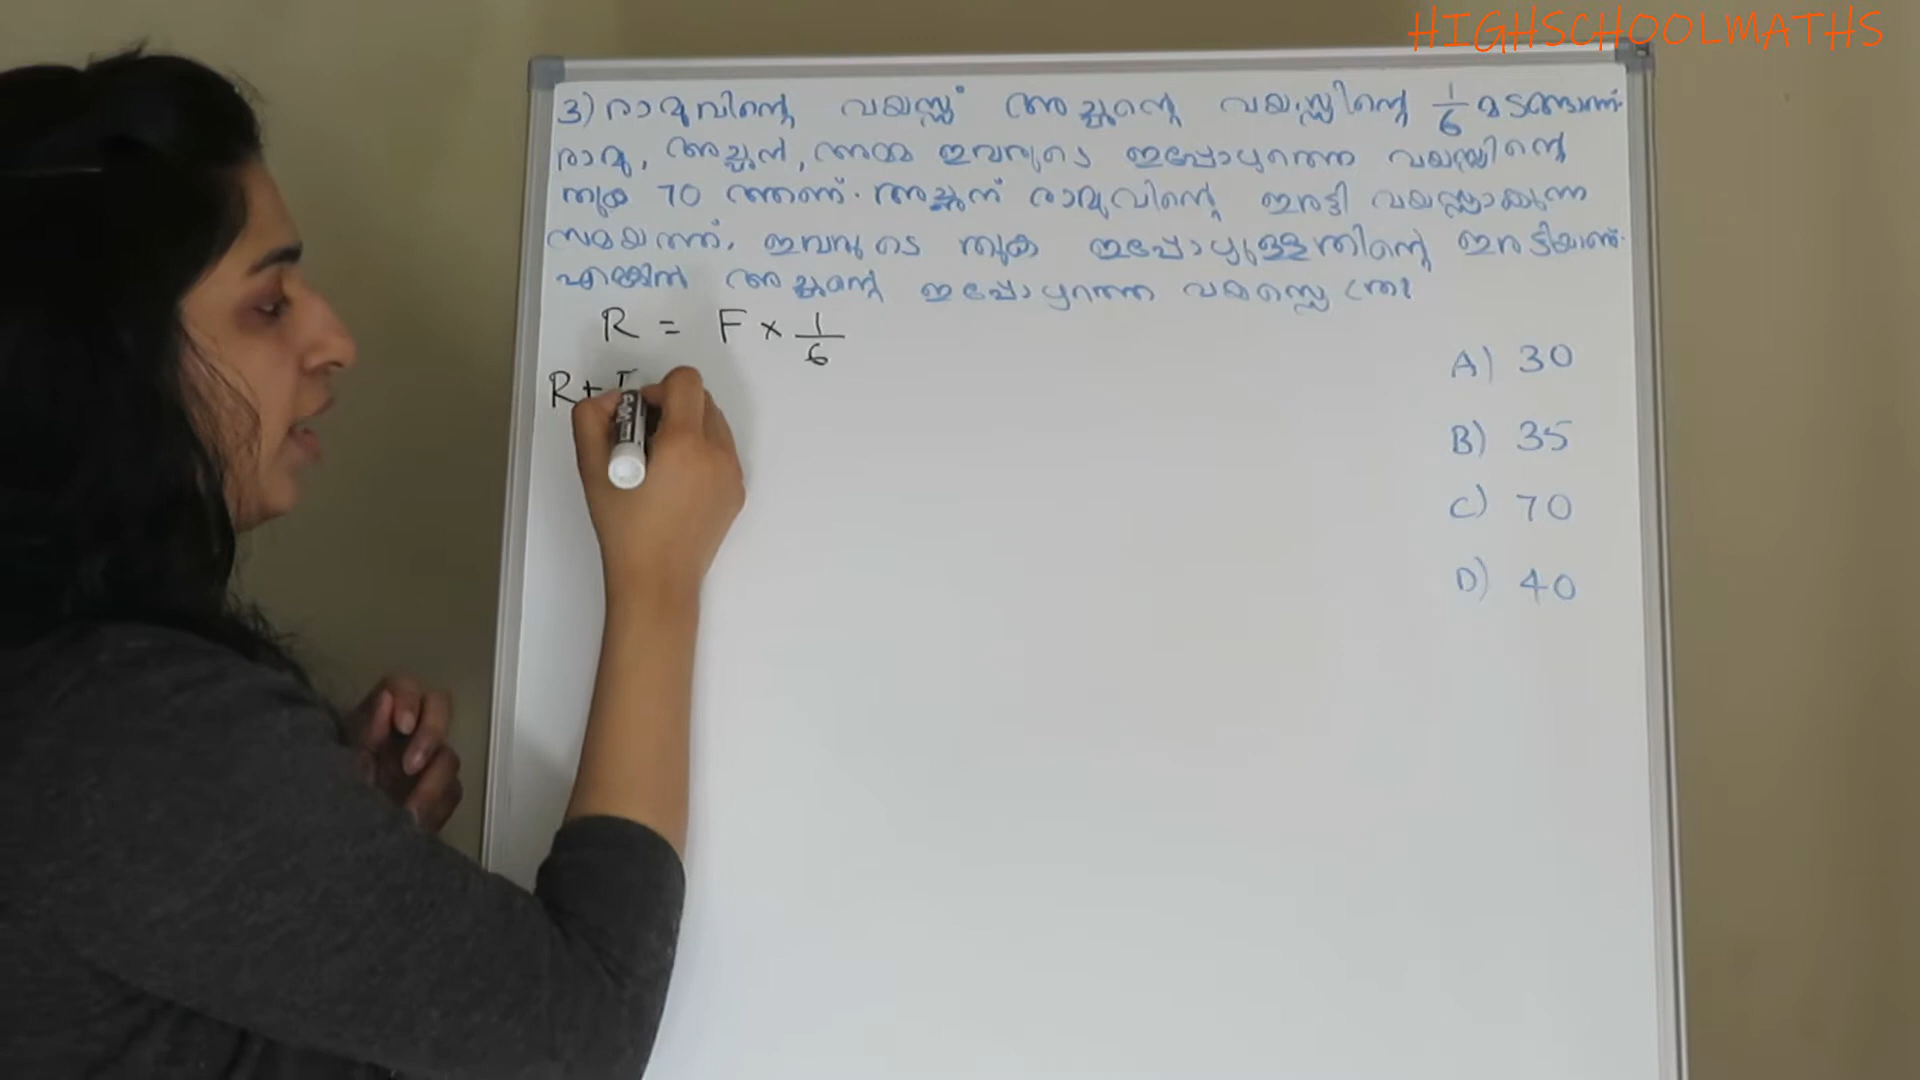 HIGHSCHOOLMATHS
3) രാമുവിന്റെ വയസ്സ് അച്ഛന്റെ വയസ്സിന്റെ 1/6 മടങ്ങാണ്.
രാമു, അച്ഛൻ, അമ്മ ഇവരുടെ ഇപ്പോഴത്തെ വയസ്സിന്റെ
തുക 70 ആണ്. അച്ഛന് രാമുവിന്റെ ഇരട്ടി വയസ്സാകുന്ന
സമയത്ത്, ഇവരുടെ തുക ഇപ്പോഴുള്ളതിന്റെ ഇരട്ടിയാണ്.
എങ്കിൽ അച്ഛന്റെ ഇപ്പോഴത്തെ വയസ്സെത്ര?
R = F × 1/6
R +
A) 30
B) 35
C) 70
D) 40